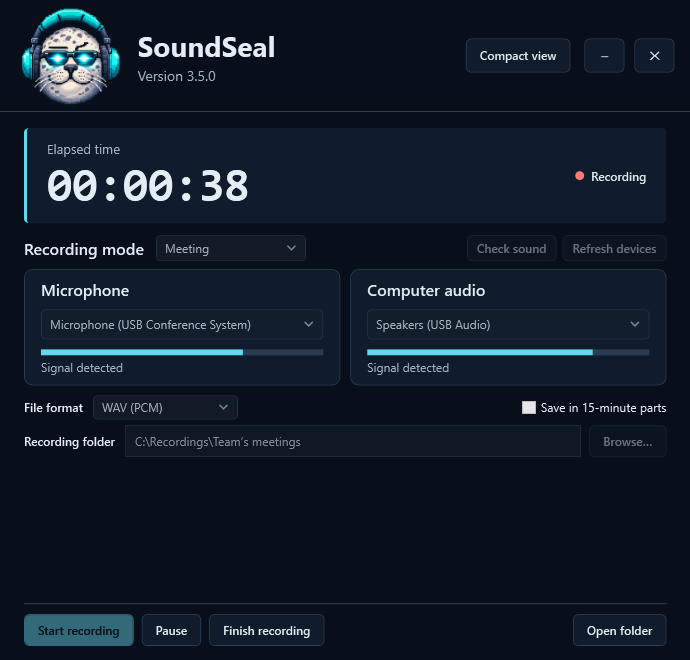 SoundSeal
Version 3.5.0
Compact view
Elapsed time
00:00:38
Recording
Recording mode
Meeting
Check sound
Refresh devices
Microphone
Microphone (USB Conference System)
Signal detected
Computer audio
Speakers (USB Audio)
Signal detected
File format
WAV (PCM)
Save in 15-minute parts
Recording folder
C:\Recordings\Team’s meetings
Browse...
Start recording
Pause
Finish recording
Open folder